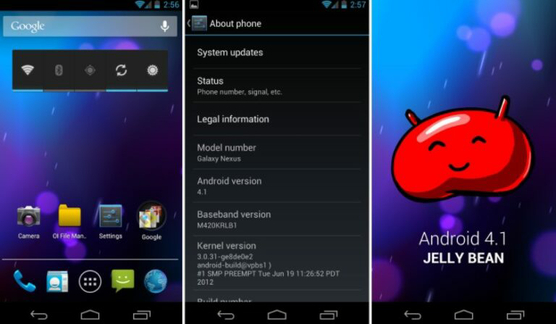 2:56
Google
Camera
CI File Man..
Settings
Google
2:57
About phone
System updates
Status
Phone number, signal, etc.
Legal information
Model number
Galaxy Nexus
Android version
4.1
Baseband version
M420KRLB1
Kernel version
3.0.31-ge8de0e2
android-build@vpbs1 )
#1 SMP PREEMPT Tue Jun 19 11:26:52 PDT
2012
Build number
Android 4.1
JELLY BEAN